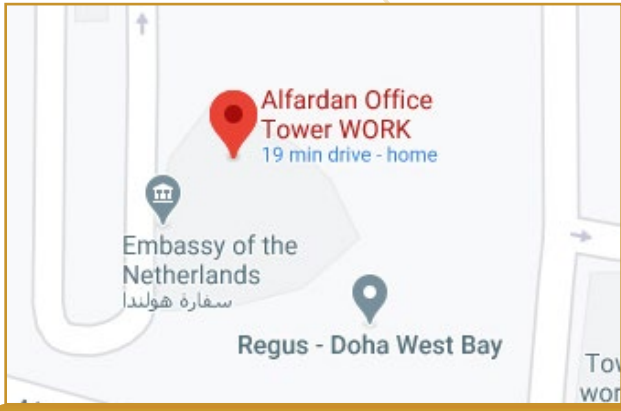 Alfardan Office
Tower WORK
19 min drive - home
Embassy of the
Netherlands
سفارة هولندا
Regus - Doha West Bay